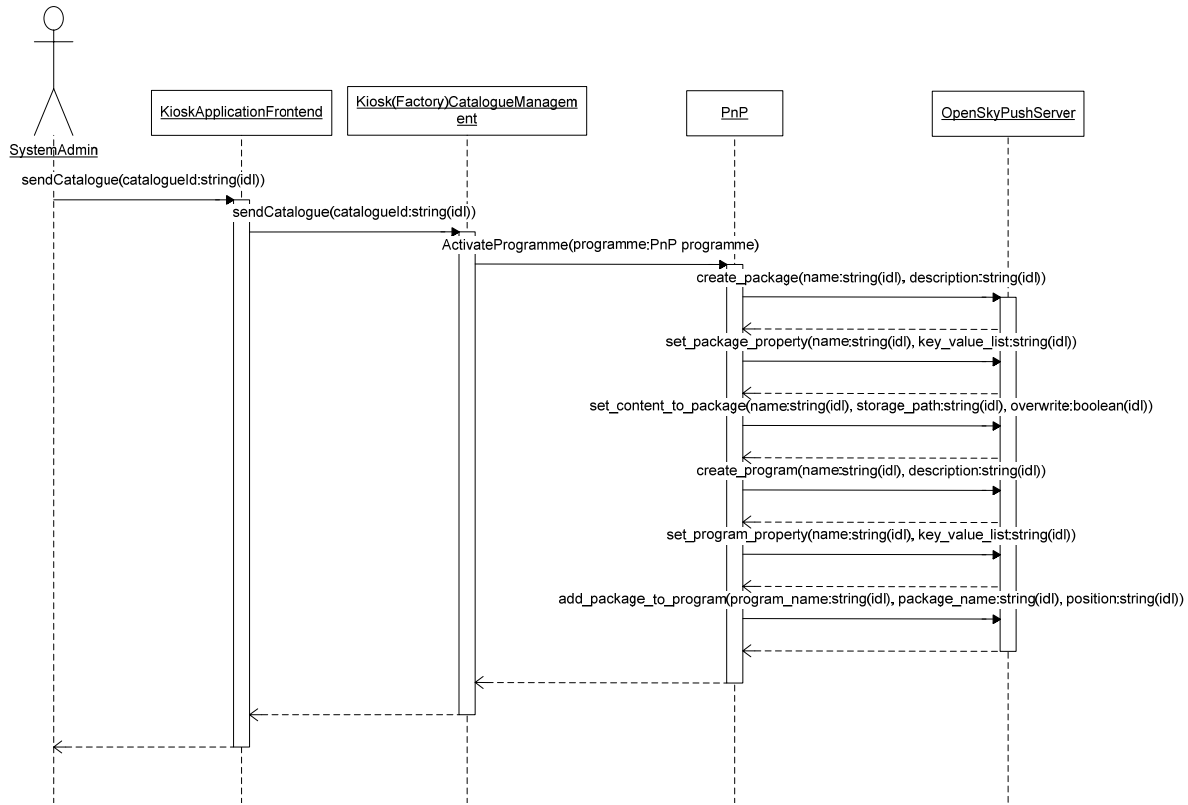 KioskApplicationFrontend
Kiosk(Factory)CatalogueManagem
ent
PnP
OpenSkyPushServer
SystemAdmin
sendCatalogue(catalogueId:string(idl))
sendCatalogue(catalogueId:string(idl))
ActivateProgramme(programme:PnP programme)
create_package(name:string(idl), description:string(idl))
set_package_property(name:string(idl), key_value_list:string(idl))
set_content_to_package(name:string(idl), storage_path:string(idl), overwrite:boolean(idl))
create_program(name:string(idl), description:string(idl))
set_program_property(name:string(idl), key_value_list:string(idl))
add_package_to_program(program_name:string(idl), package_name:string(idl), position:string(idl))